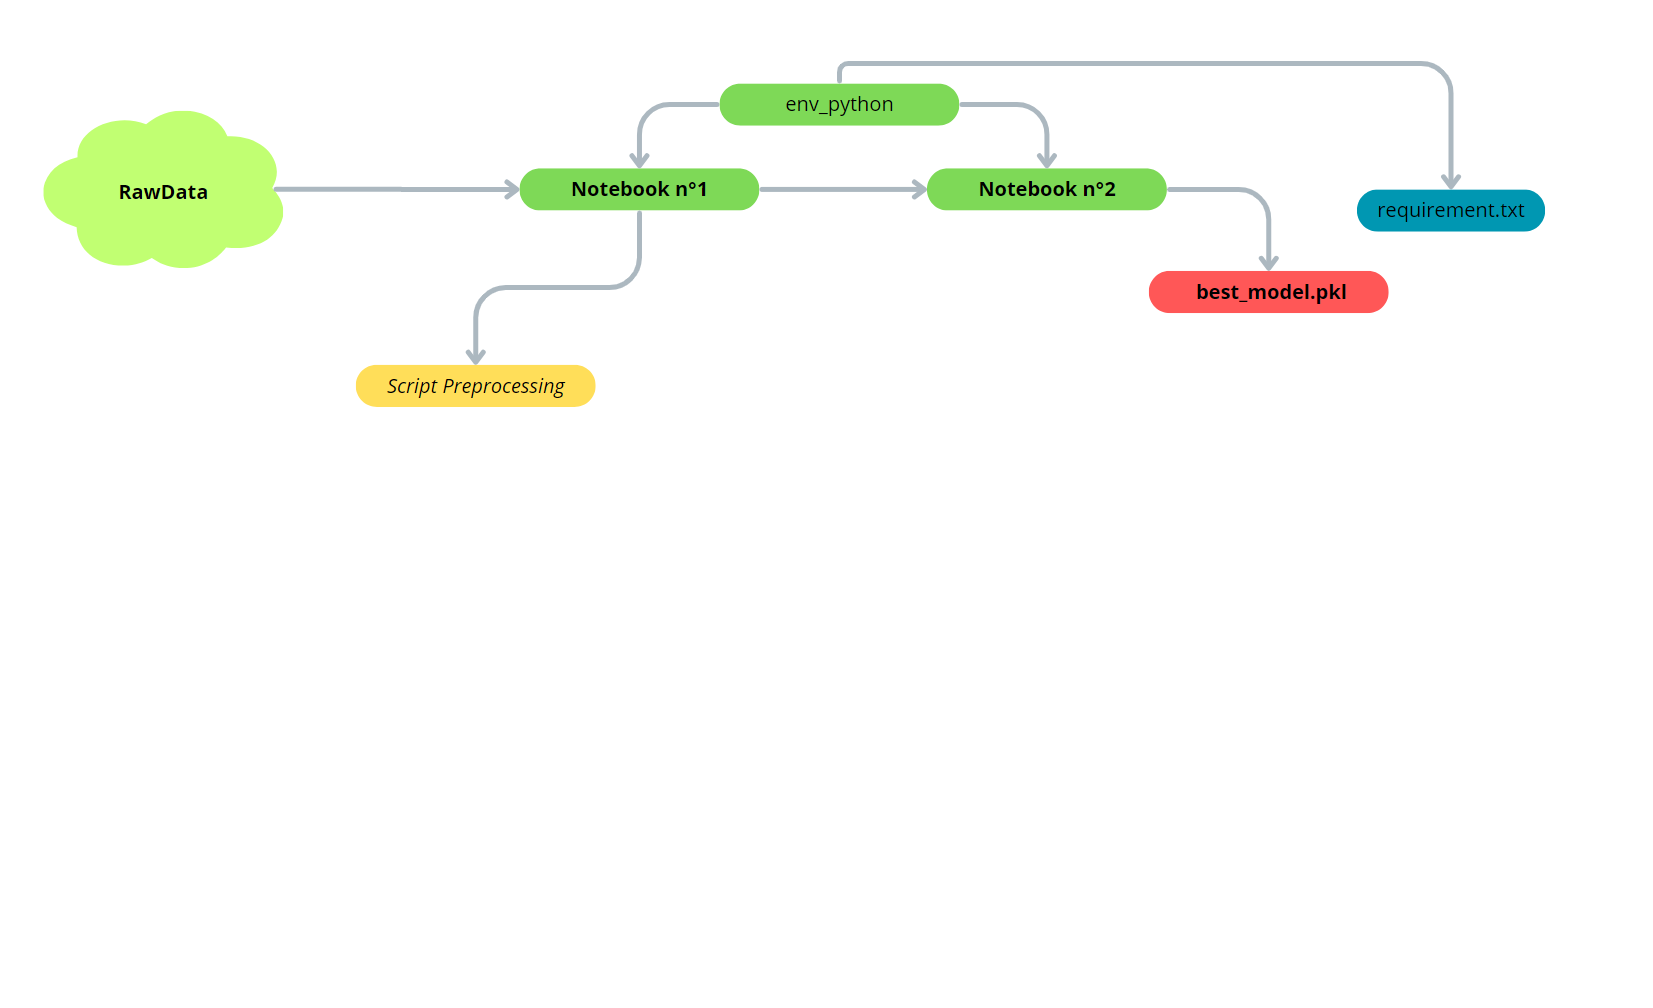 env_python
RawData
Notebook n°1
Notebook n°2
requirement.txt
best_model.pkl
Script Preprocessing